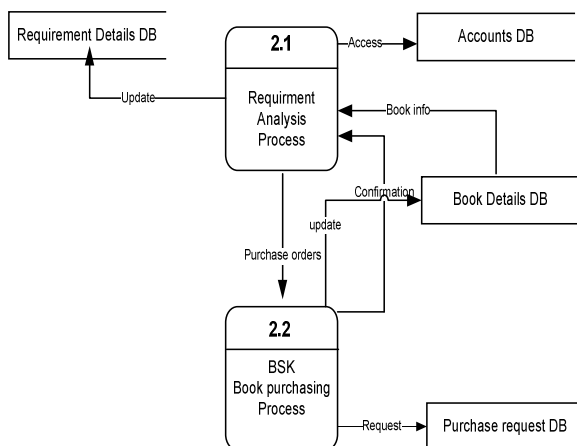 Requirement Details DB
2.1
Access
Accounts DB
Update
Requirment
Analysis
Process
Book info
Confirmation
Book Details DB
update
Purchase orders
2.2
BSK
Book purchasing
Process
Request
Purchase request DB